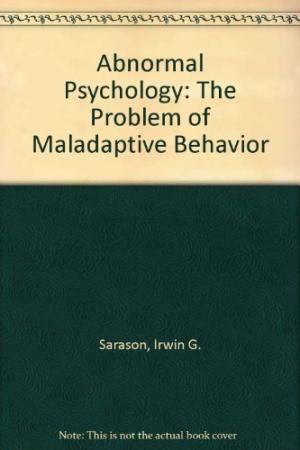 Abnormal
Psychology: The
Problem of
Maladaptive Behavior
Sarason, Irwin G.
Note: This is not the actual book cover